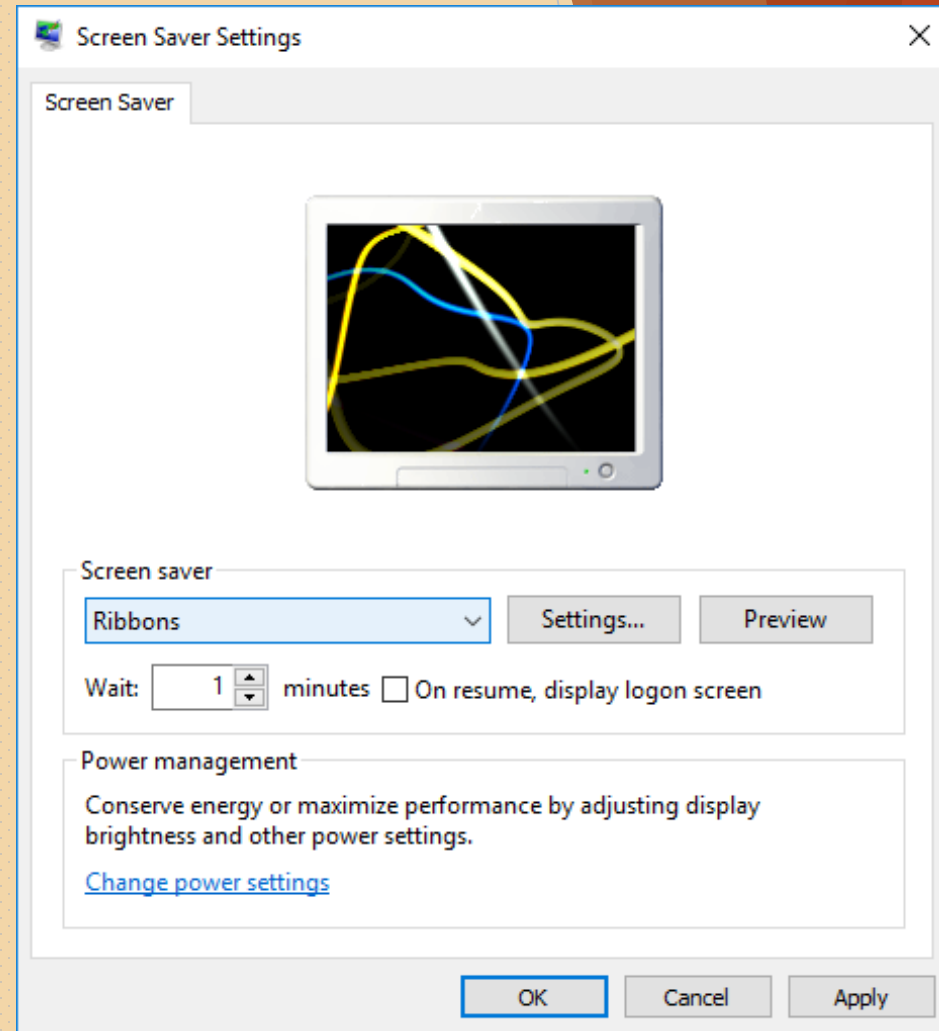 Screen Saver Settings
Screen Saver
Screen saver
Ribbons
Settings...
Preview
Wait: 1 minutes On resume, display logon screen
Power management
Conserve energy or maximize performance by adjusting display
brightness and other power settings.
Change power settings
OK Cancel Apply